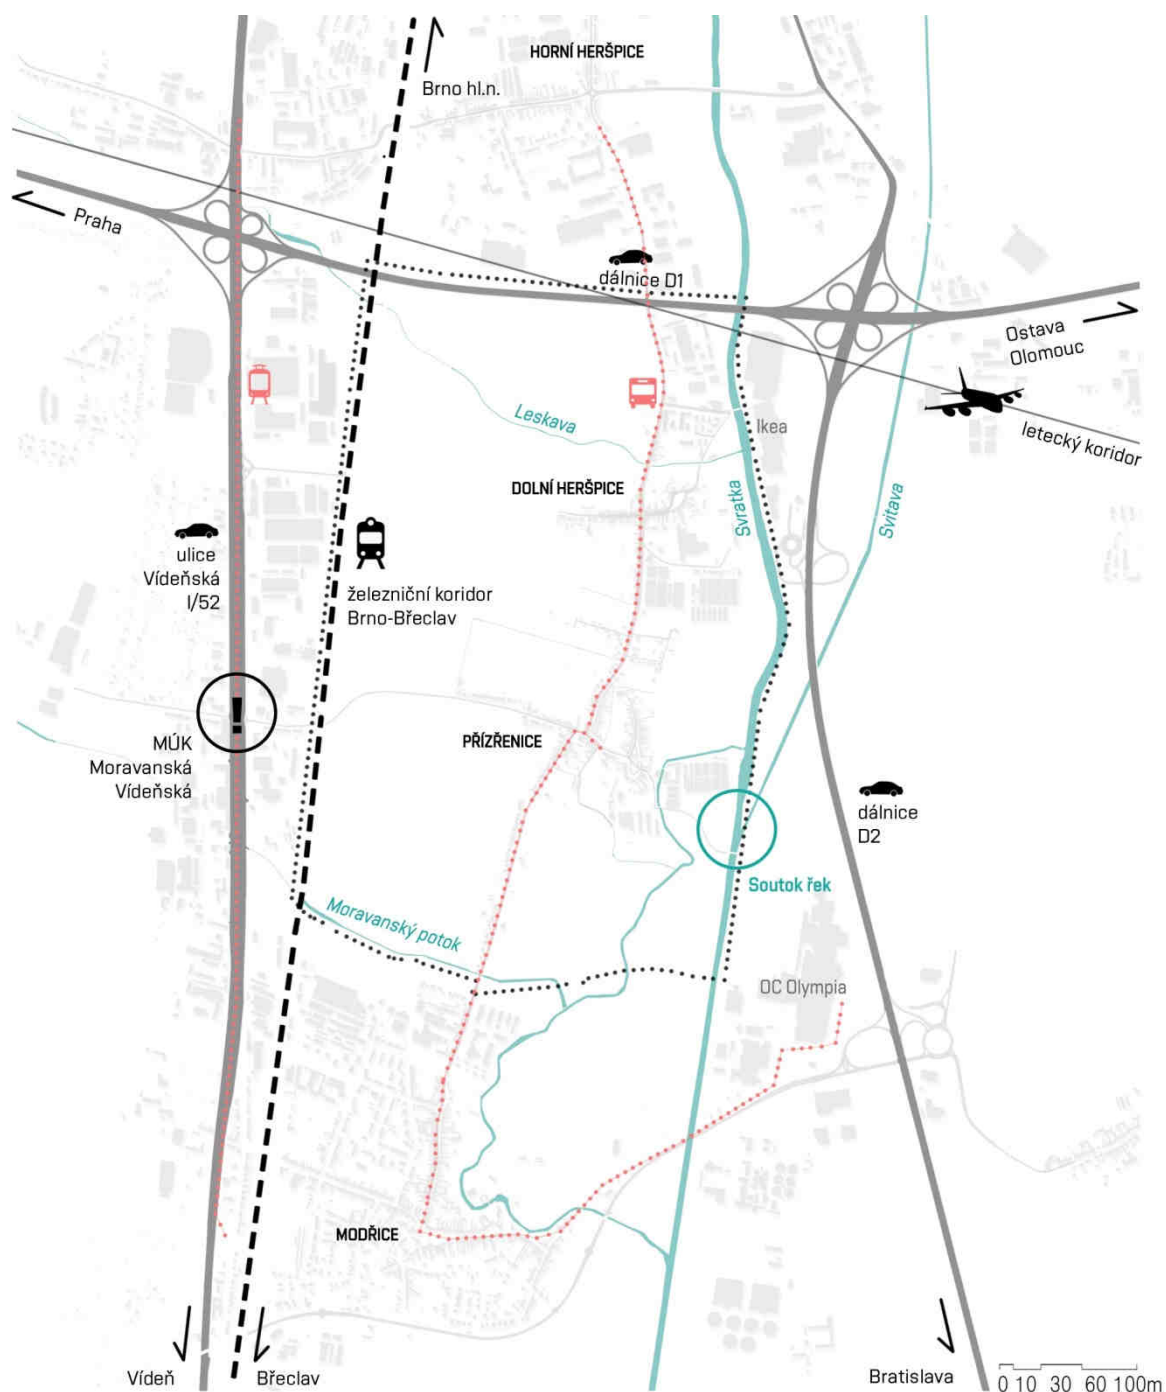 HORNÍ HERŠPICE
Brno hl.n.
Praha
dálnice D1
Ostava
Olomouc
letecký koridor
Leskava
Ikea
DOLNÍ HERŠPICE
Svratka
Svitava
ulice
Vídeňská
I/52
železniční koridor
Brno-Břeclav
!
MÚK
Moravanská
Vídeňská
PŘÍZŘENICE
dálnice
D2
Soutok řek
Moravanský potok
OC Olympia
MODŘICE
Vídeň
Břeclav
Bratislava
0 10 30 60 100m